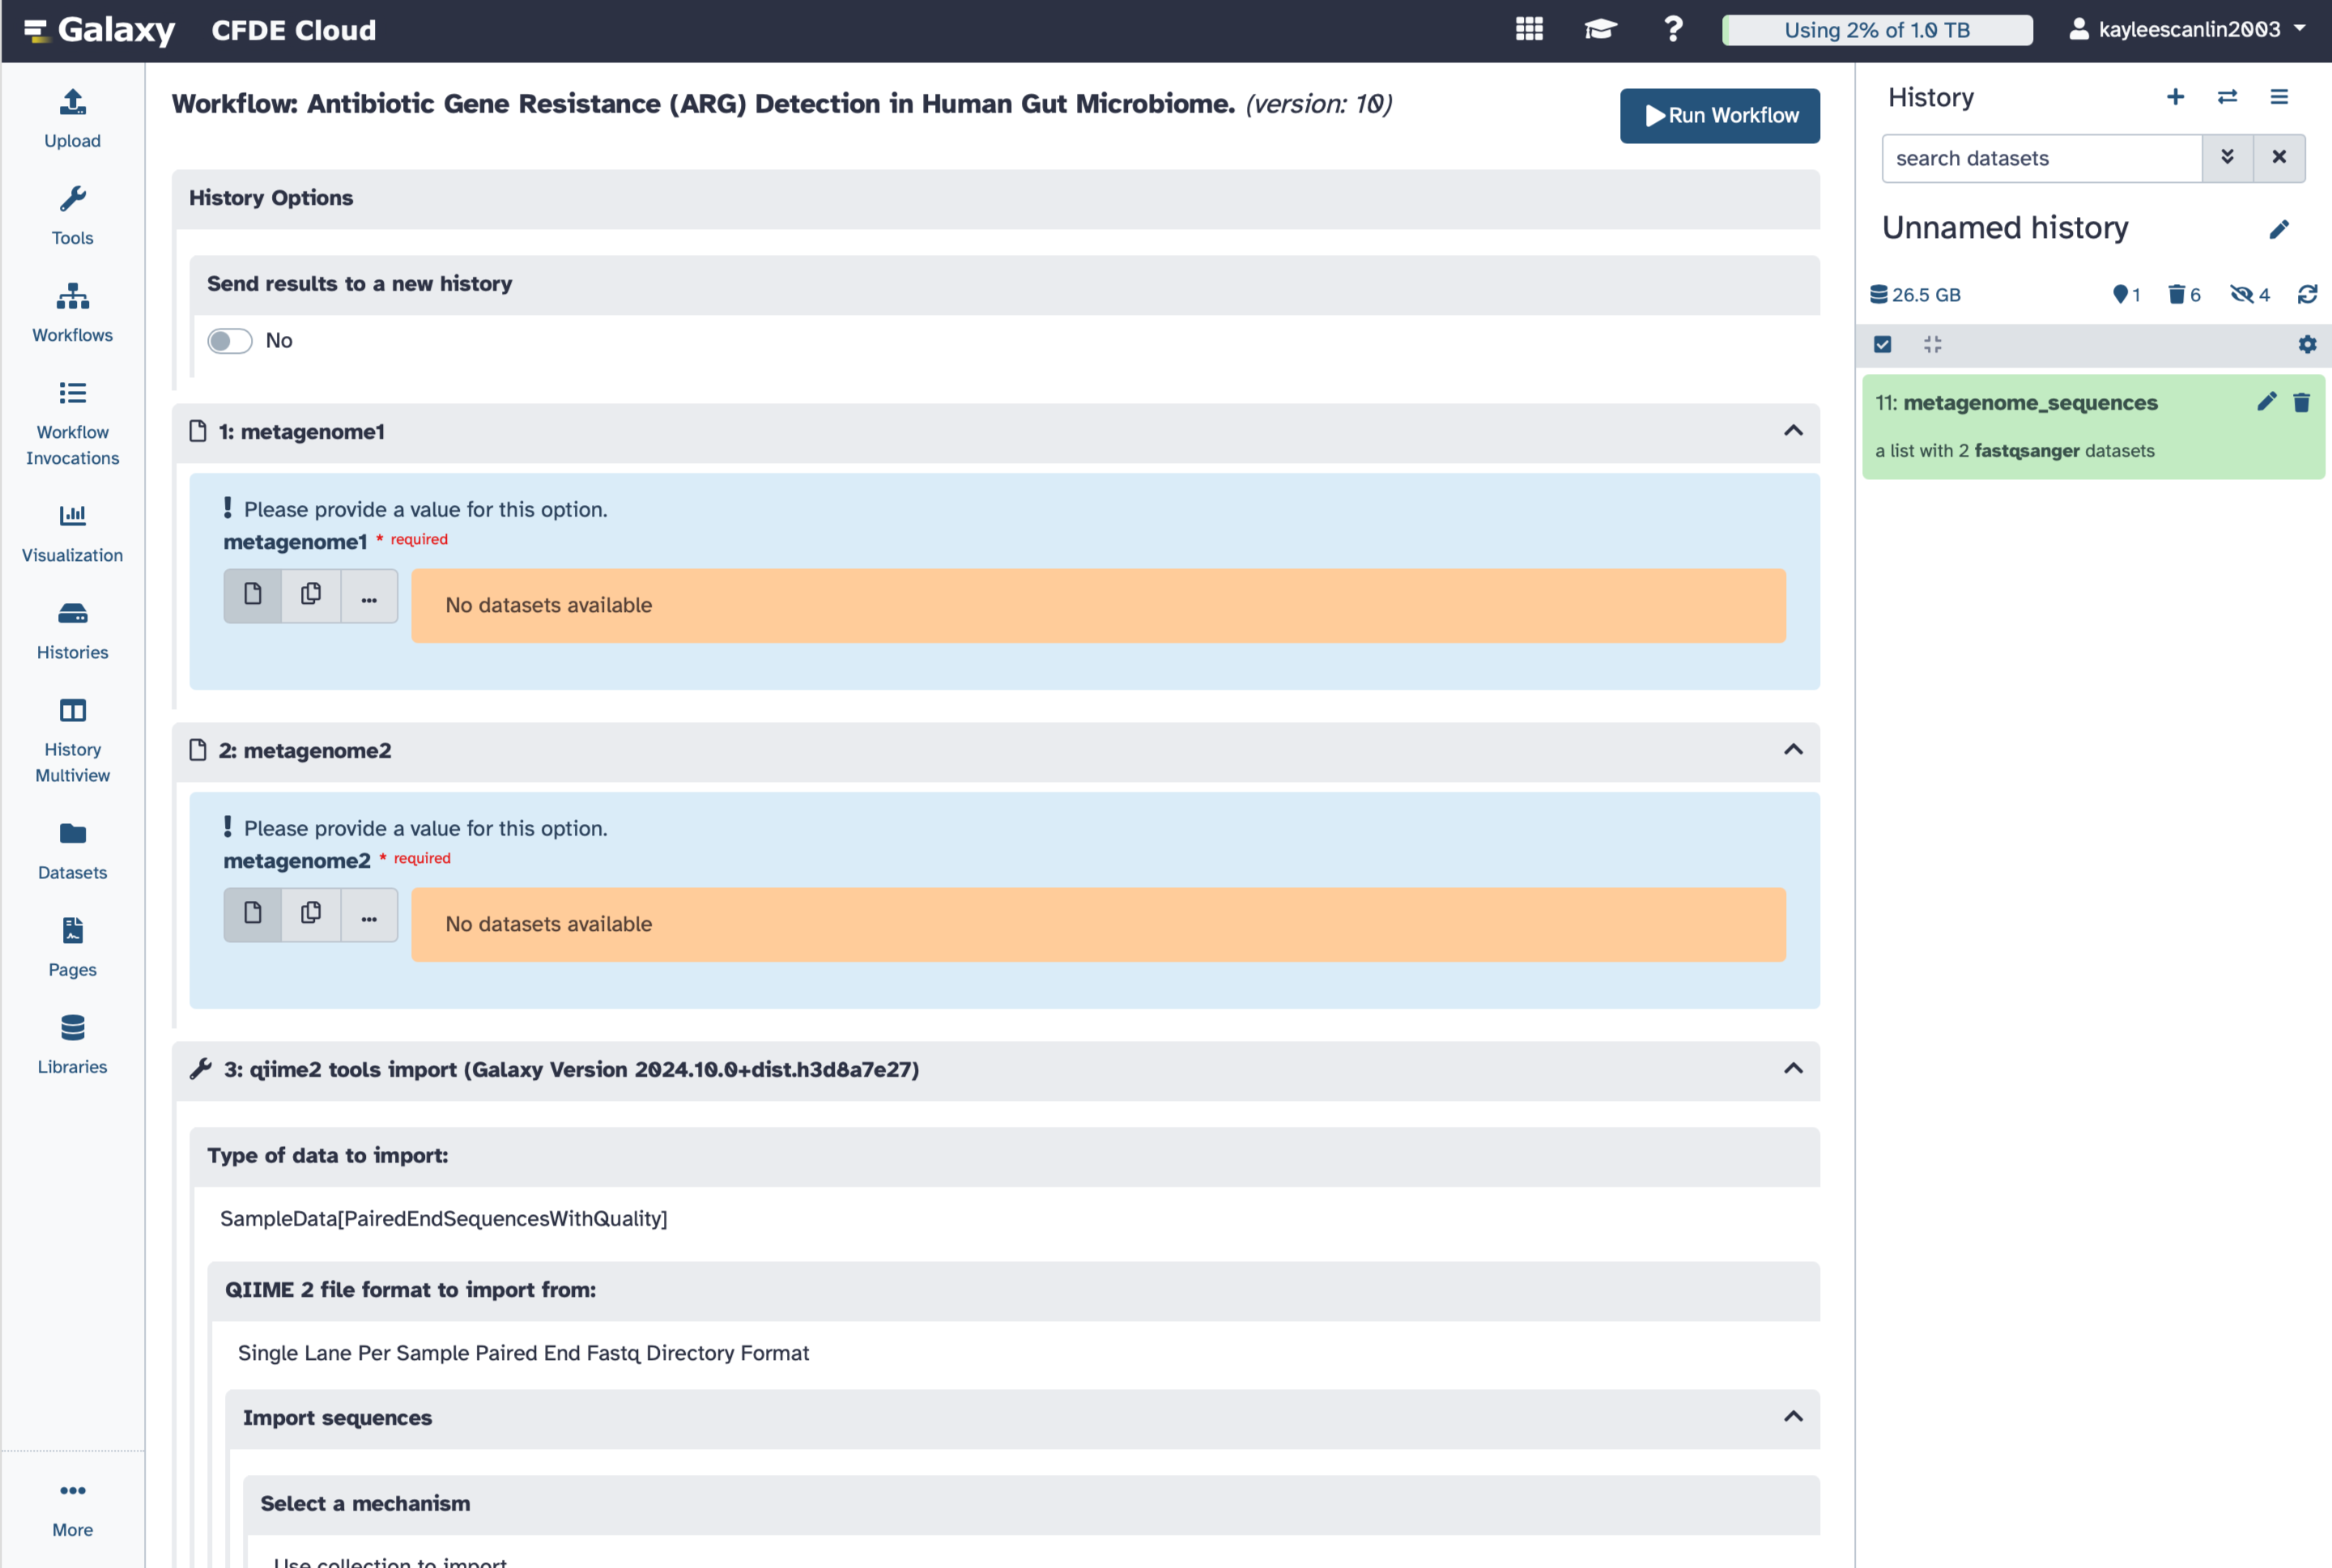 Galaxy CFDE Cloud
Using 2% of 1.0 TB
kayleescanlin2003
Upload
Tools
Workflows
Workflow
Invocations
Visualization
Histories
History
Multiview
Datasets
Pages
Libraries
More
Workflow: Antibiotic Gene Resistance (ARG) Detection in Human Gut Microbiome. (version: 10)
Run Workflow
History Options
Send results to a new history
No
1: metagenome1
! Please provide a value for this option.
metagenome1 * required
... No datasets available
2: metagenome2
! Please provide a value for this option.
metagenome2 * required
... No datasets available
3: qiime2 tools import (Galaxy Version 2024.10.0+dist.h3d8a7e27)
Type of data to import:
SampleData[PairedEndSequencesWithQuality]
QIIME 2 file format to import from:
Single Lane Per Sample Paired End Fastq Directory Format
Import sequences
Select a mechanism
Use collection to import
History
search datasets
Unnamed history
26.5 GB 1 6 4
11: metagenome_sequences
a list with 2 fastqsanger datasets